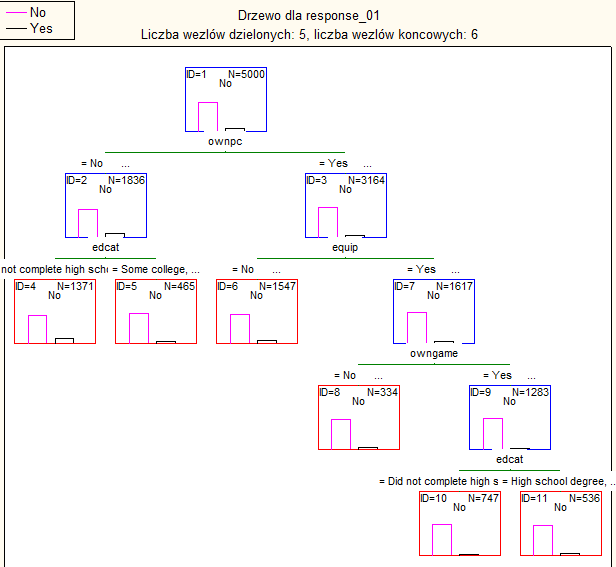 No
Yes
Drzewo dla response_01
Liczba wezlów dzielonych: 5, liczba wezlów koncowych: 6
ID=1 N=5000
No
ownpc
= No ...
= Yes ...
ID=2 N=1836
No
edcat
ID=3 N=3164
No
equip
not complete high scho
= Some college, ...
= No ...
= Yes ...
ID=4 N=1371
No
ID=5 N=465
No
ID=6 N=1547
No
ID=7 N=1617
No
owngame
= No ...
= Yes ...
ID=8 N=334
No
ID=9 N=1283
No
edcat
= Did not complete high s
= High school degree, ...
ID=10 N=747
No
ID=11 N=536
No